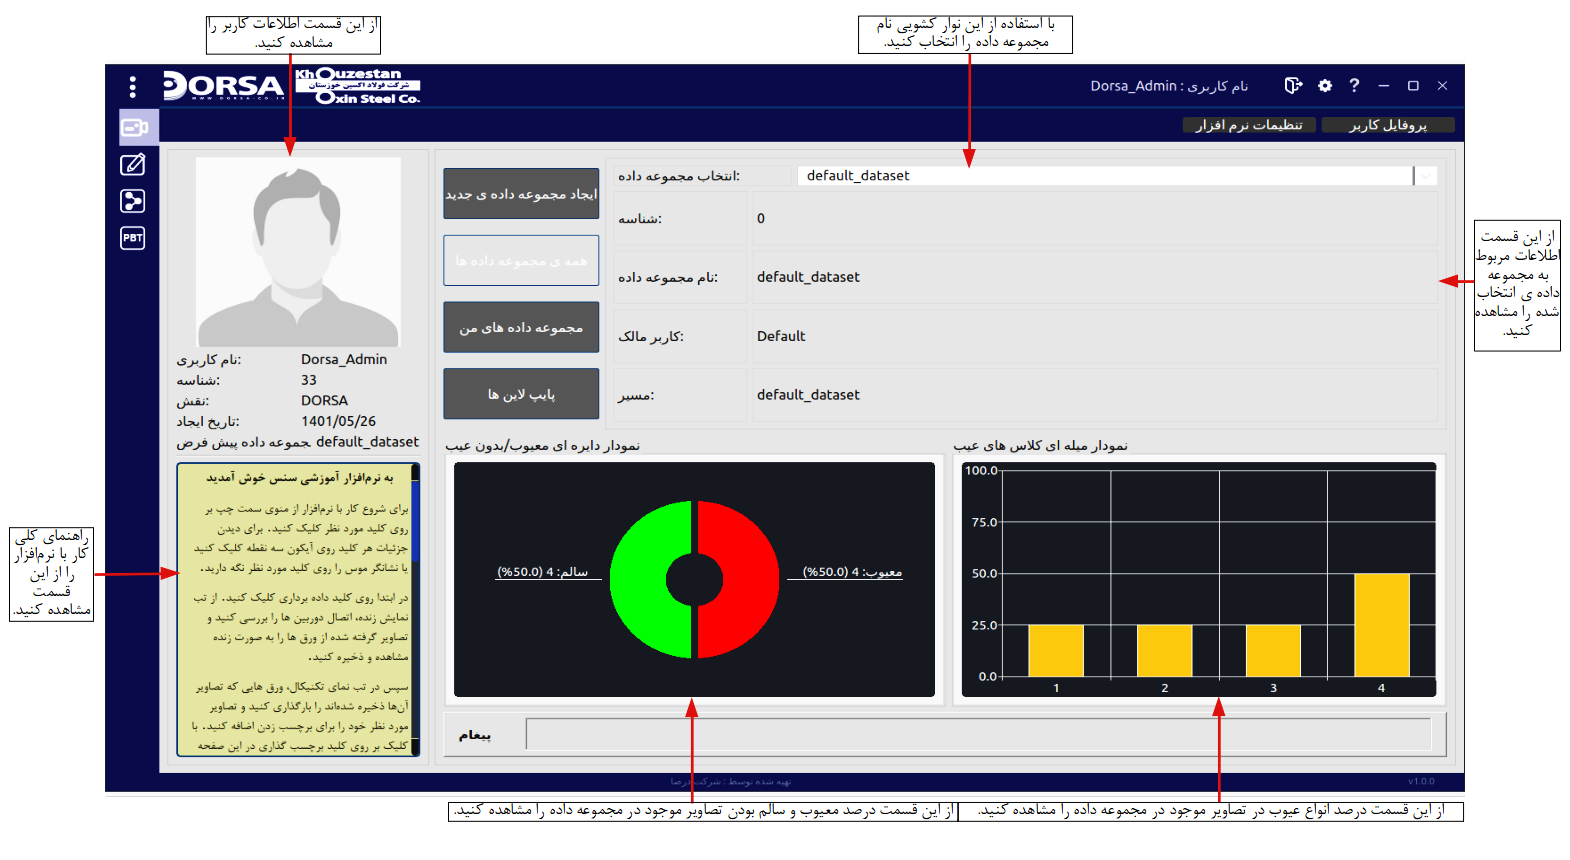 از این قسمت اطلاعات کاربر را
مشاهده کنید.
با استفاده از این نوار کشویی نام
مجموعه داده را انتخاب کنید.
DORSA
WWW.DORSA-CO.IR
Khouzestan
شرکت فولاد اکسین خوزستان
Oxin Steel Co.
نام کاربری : Dorsa_Admin
پروفایل کاربر
تنظیمات نرم افزار
PBT
انتخاب مجموعه داده:
default_dataset
شناسه:
0
نام مجموعه داده:
default_dataset
کاربر مالک:
Default
مسیر:
default_dataset
ایجاد مجموعه داده ی جدید
همه ی مجموعه داده ها
مجموعه داده های من
پایپ لاین ها
از این قسمت
اطلاعات مربوط
به مجموعه
داده ی انتخاب
شده را مشاهده
کنید.
نام کاربری: Dorsa_Admin
شناسه: 33
نقش: DORSA
تاریخ ایجاد: 1401/05/26
جموعه داده پیش فرض default_dataset
به نرم‌افزار آموزشی سنس خوش آمدید
برای شروع کار با نرم‌افزار از منوی سمت چپ بر
روی کلید مورد نظر کلیک کنید. برای دیدن
جزئیات هر کلید روی آیکون سه نقطه کلیک کنید
یا نشانگر موس را روی کلید مورد نظر نگه دارید.
در ابتدا روی کلید داده برداری کلیک کنید. از تب
نمایش زنده، اتصال دوربین ها را بررسی کنید و
تصاویر گرفته شده از ورق ها را به صورت زنده
مشاهده و ذخیره کنید.
سپس در تب نمای تکنیکال، ورق هایی که تصاویر
آن‌ها ذخیره شده‌اند را بارگذاری کنید و تصاویر
مورد نظر خود را برای برچسب زدن اضافه کنید. با
کلیک بر روی کلید برچسب گذاری در این صفحه
راهنمای کلی
کار با نرم‌افزار
را از این
قسمت
مشاهده کنید.
نمودار دایره ای معیوب/بدون عیب
سالم: 4 (50.0%)
معیوب: 4 (50.0%)
نمودار میله ای کلاس های عیب
100.0
75.0
50.0
25.0
0.0
1 2 3 4
پیغام
تهیه شده توسط : شرکت درصا
v1.0.0
از این قسمت درصد معیوب و سالم بودن تصاویر موجود در مجموعه داده را مشاهده کنید.
از این قسمت درصد انواع عیوب در تصاویر موجود در مجموعه داده را مشاهده کنید.